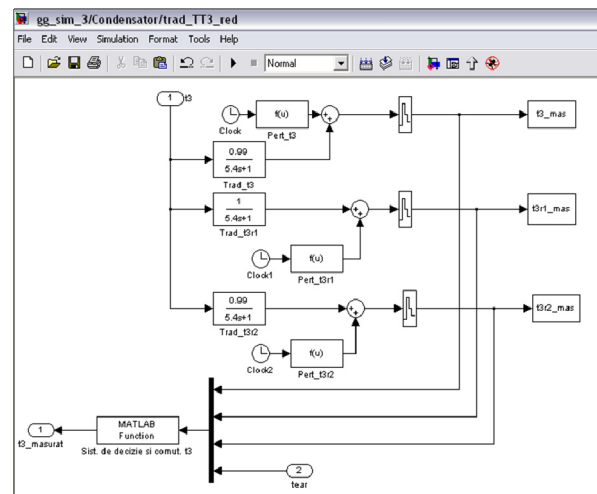 gg_sim_3/Condensator/trad_TT3_red
File Edit View Simulation Format Tools Help
Normal
1 t3
Clock
f(u)
Pert_t3
t3_mas
0.99
5.4s+1
Trad_t3
1
5.4s+1
Trad_t3r1
t3r1_mas
Clock1
f(u)
Pert_t3r1
0.99
5.4s+1
Trad_t3r2
t3r2_mas
Clock2
f(u)
Pert_t3r2
1
t3_masurat
MATLAB
Function
Sist. de decizie si comut. t3
2
tear